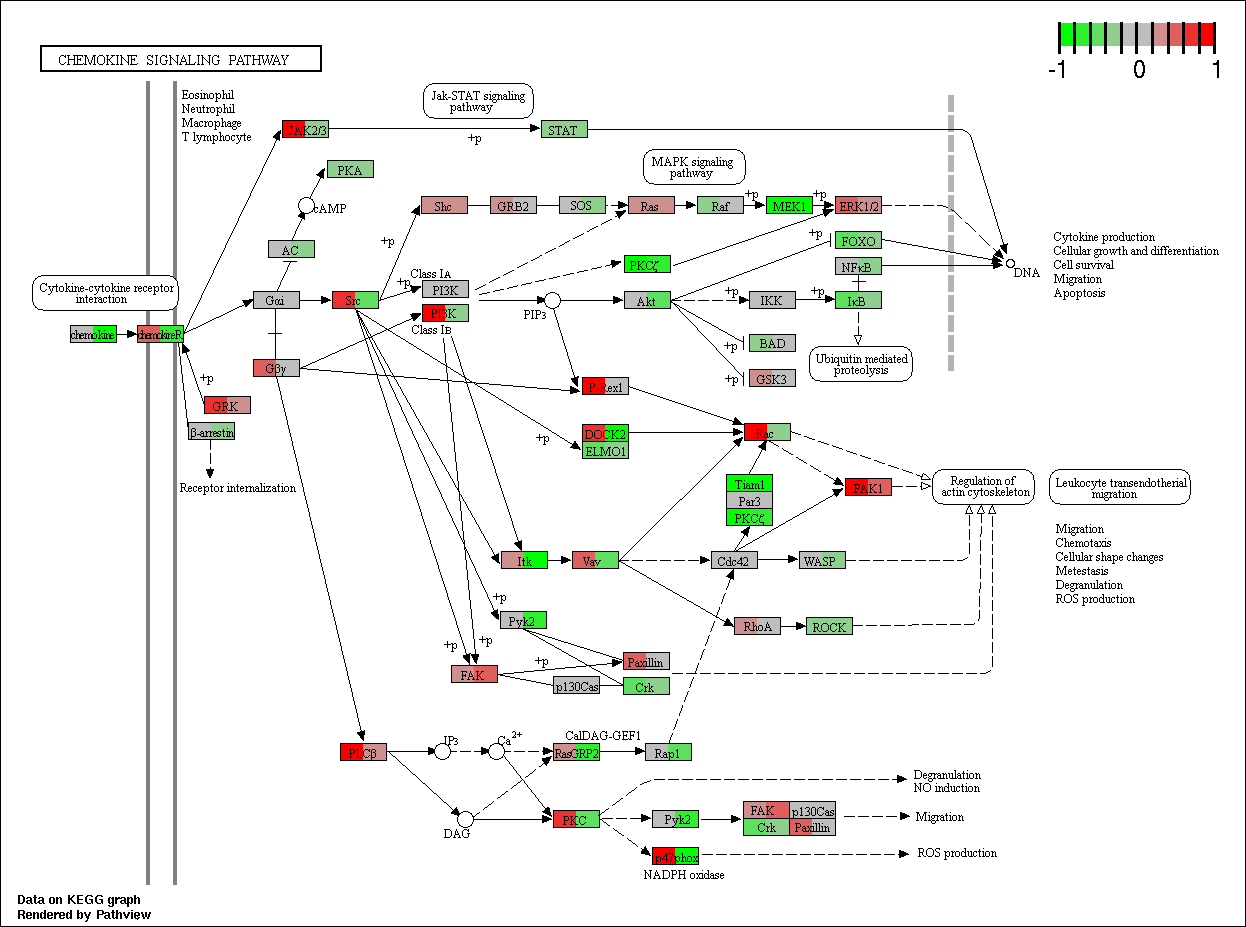 -1 0 1
CHEMOKINE SIGNALING PATHWAY
Eosinophil
Neutrophil
Macrophage
T lymphocyte
Jak-STAT signaling
pathway
JAK2/3
+p
STAT
MAPK signaling
pathway
PKA
cAMP
AC
+p
Shc
GRB2
SOS
Ras
Raf
+p
MEK1
+p
ERK1/2
+p
FOXO
NFκB
DNA
Cytokine production
Cellular growth and differentiation
Cell survival
Migration
Apoptosis
PKCζ
Class IA
PI3K
+p
Cytokine-cytokine receptor
interaction
Gαi
Src
PI3K
Class IB
PIP3
Akt
+p
IKK
+p
IκB
chemokine
chemokineR
+p
BAD
Ubiquitin mediated
proteolysis
Gβγ
+p
GSK3
P-Rex1
+p
GRK
β-arrestin
Receptor internalization
+p
DOCK2
ELMO1
Rac
Tiam1
Par3
PKCζ
PAK1
Regulation of
actin cytoskeleton
Leukocyte transendotherial
migration
Migration
Chemotaxis
Cellular shape changes
Metestasis
Degranulation
ROS production
Itk
Vav
Cdc42
WASP
+p
Pyk2
RhoA
ROCK
+p
+p
FAK
+p
Paxillin
p130Cas
Crk
PLCβ
IP3
Ca2+
CalDAG-GEF1
RasGRP2
Rap1
DAG
PKC
Degranulation
NO induction
Pyk2
FAK
p130Cas
Crk
Paxillin
Migration
p47phox
NADPH oxidase
ROS production
Data on KEGG graph
Rendered by Pathview